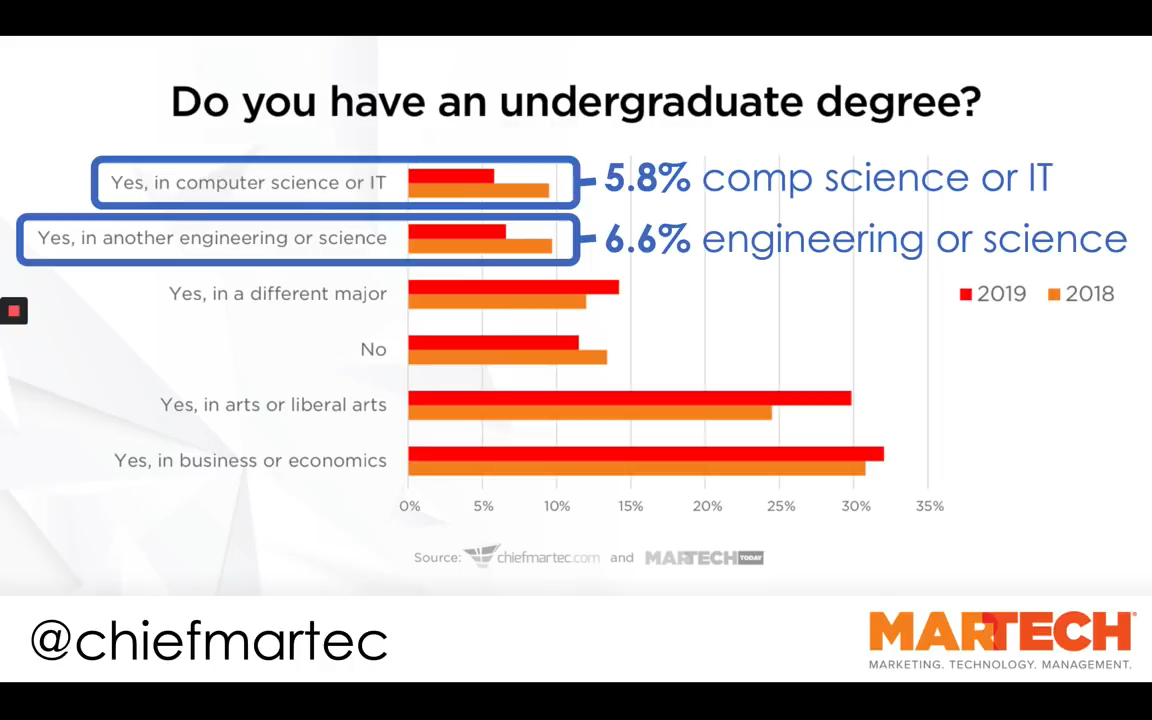 Do you have an undergraduate degree?
Yes, in computer science or IT
5.8% comp science or IT
Yes, in another engineering or science
6.6% engineering or science
Yes, in a different major
2019 2018
No
Yes, in arts or liberal arts
Yes, in business or economics
0% 5% 10% 15% 20% 25% 30% 35%
Source: chiefmartec.com and MARTECH TODAY
@chiefmartec
MARTECH®
MARKETING. TECHNOLOGY. MANAGEMENT.